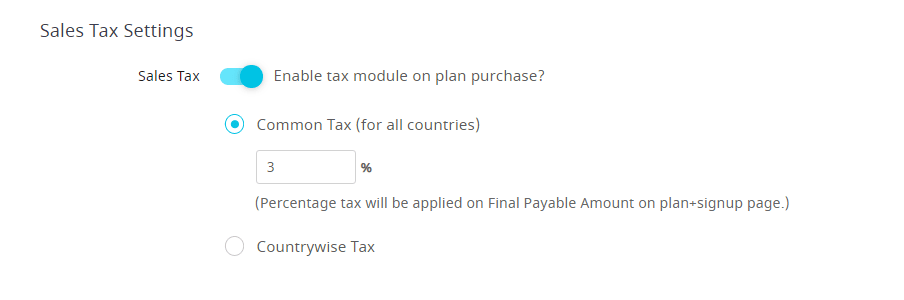 Sales Tax Settings
Sales Tax Enable tax module on plan purchase?
Common Tax (for all countries)
3 %
(Percentage tax will be applied on Final Payable Amount on plan+signup page.)
Countrywise Tax